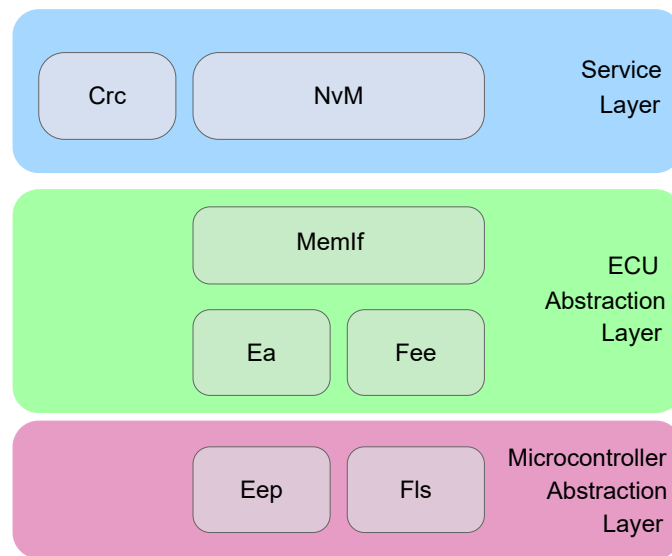 Crc
NvM
Service
Layer
MemIf
ECU
Abstraction
Layer
Ea
Fee
Microcontroller
Abstraction
Layer
Eep
Fls